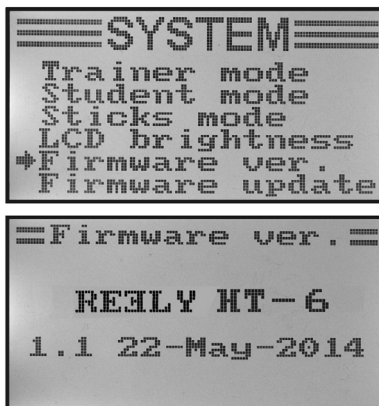 SYSTEM
Trainer mode
Student mode
Sticks mode
LCD brightness
Firmware ver.
Firmware update
Firmware ver.
REELY HT-6
1.1 22-May-2014